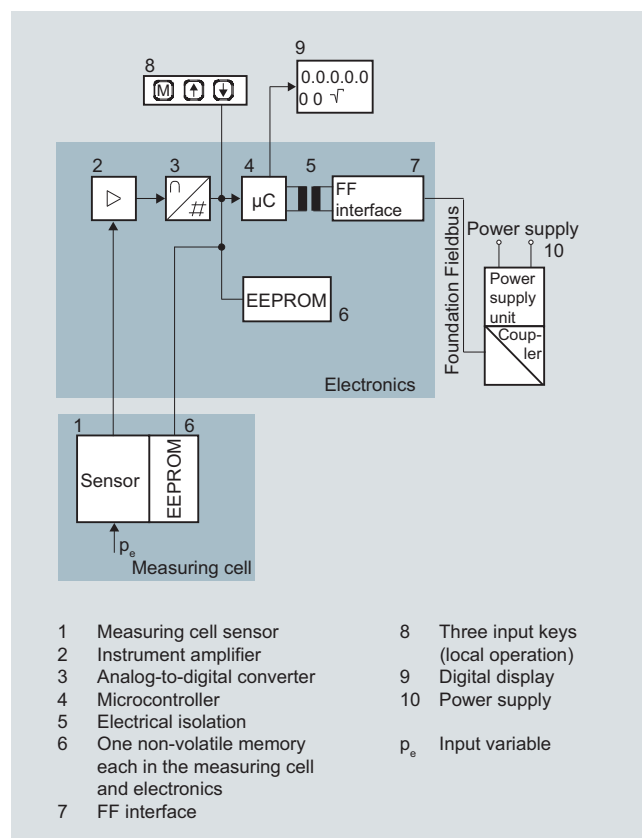 9
8
0.0.0.0.0
0 0 √
M
2
3
4
5
7
∩
#
µC
FF
interface
Foundation Fieldbus
Power supply
10
Power
supply
unit
Coup-
ler
EEPROM
6
Electronics
1
6
Sensor
EEPROM
pe
Measuring cell
1 Measuring cell sensor
2 Instrument amplifier
3 Analog-to-digital converter
4 Microcontroller
5 Electrical isolation
6 One non-volatile memory
each in the measuring cell
and electronics
7 FF interface
8 Three input keys
(local operation)
9 Digital display
10 Power supply
pe Input variable